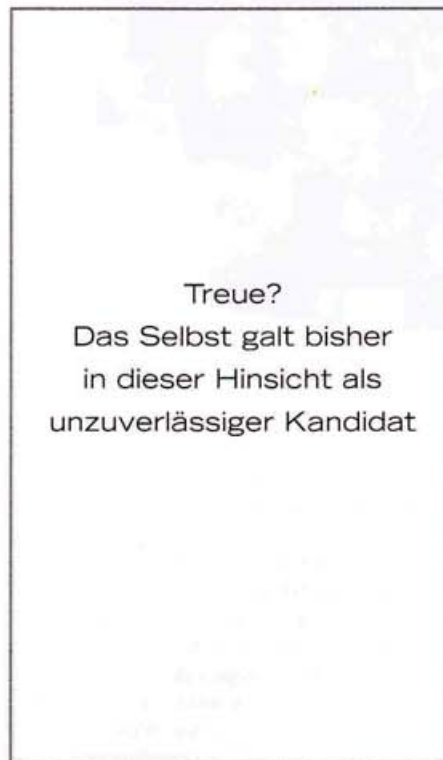 Treue?
Das Selbst galt bisher
in dieser Hinsicht als
unzuverlässiger Kandidat